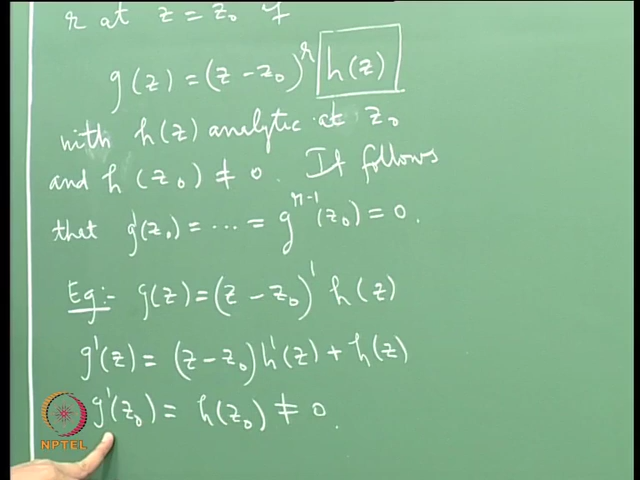 r at z = z₀ if
g(z) = (z − z₀)^r h(z)
with h(z) analytic at z₀
and h(z₀) ≠ 0. It follows
that g'(z₀) = ... = g^{r-1}(z₀) = 0.
Eg:- g(z) = (z − z₀)^1 h(z)
g'(z) = (z − z₀)h'(z) + h(z)
g'(z₀) = h(z₀) ≠ 0.
NPTEL